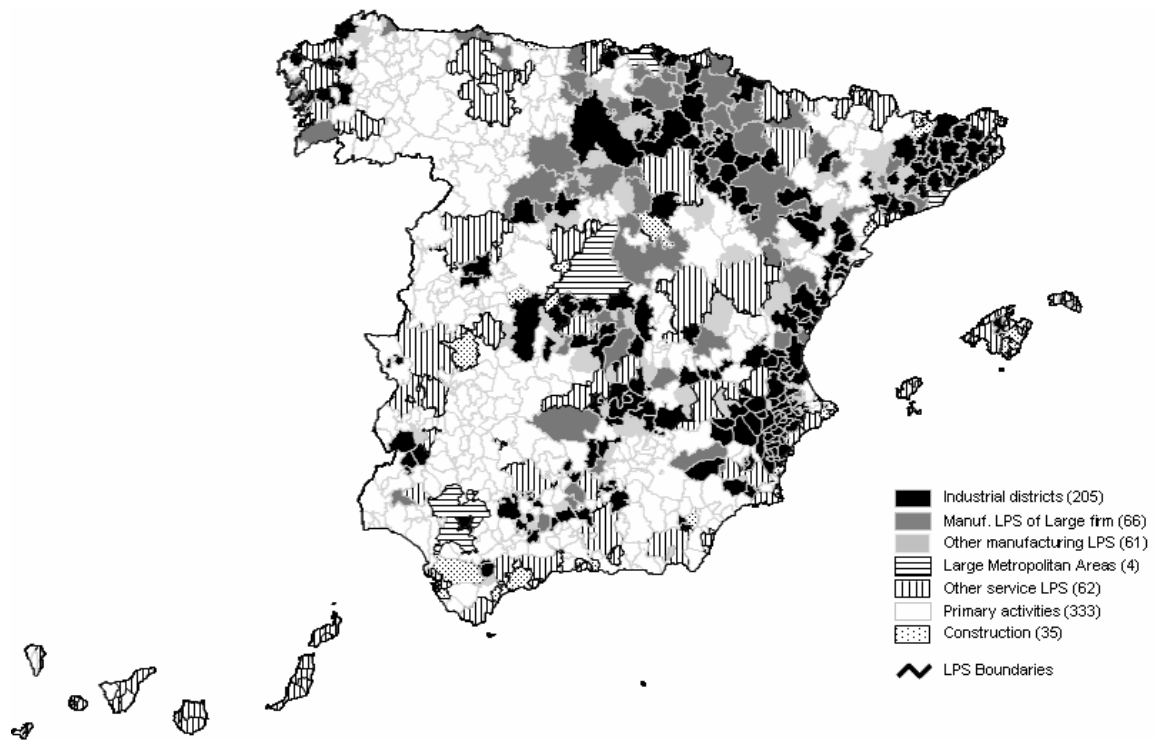 Industrial districts (205)
Manuf. LPS of Large firm (66)
Other manufacturing LPS (61)
Large Metropolitan Areas (4)
Other service LPS (62)
Primary activities (333)
Construction (35)
LPS Boundaries